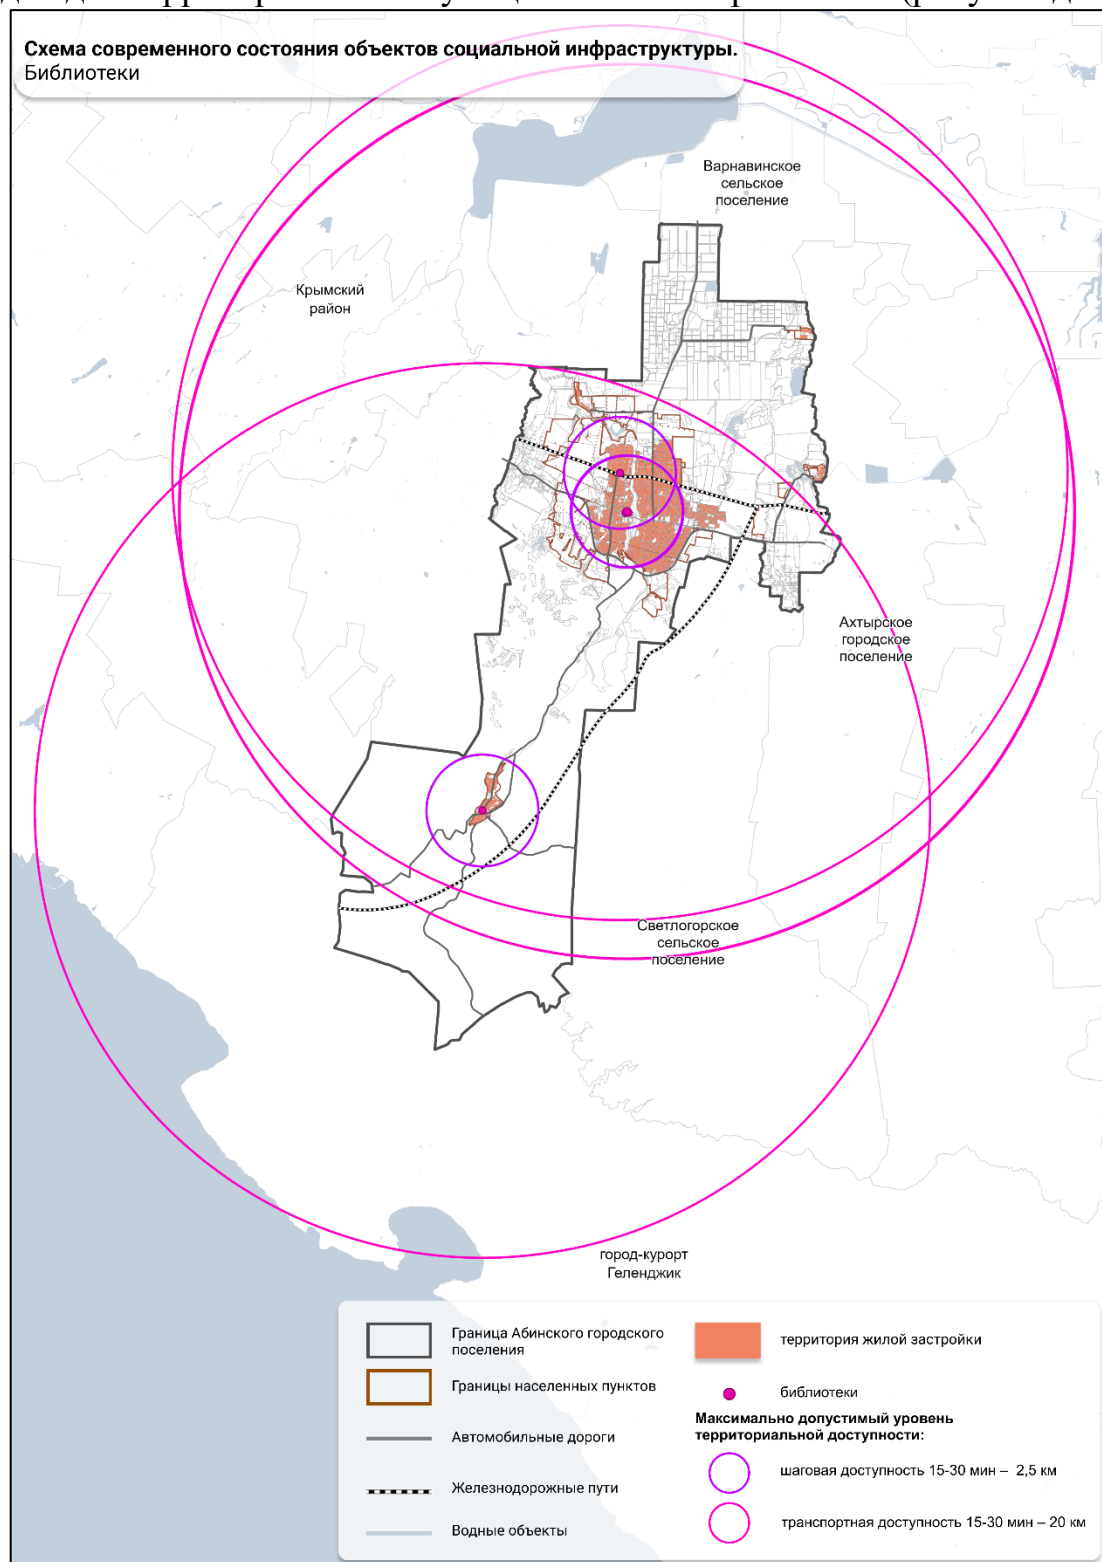 Схема современного состояния объектов социальной инфраструктуры.
Библиотеки
Варнавинское
сельское
поселение
Крымский
район
Ахтырское
городское
поселение
Светлогорское
сельское
поселение
город-курорт
Геленджик
Граница Абинского городского
поселения
Границы населенных пунктов
Автомобильные дороги
Железнодорожные пути
Водные объекты
территория жилой застройки
библиотеки
Максимально допустимый уровень
территориальной доступности:
шаговая доступность 15-30 мин – 2,5 км
транспортная доступность 15-30 мин – 20 км